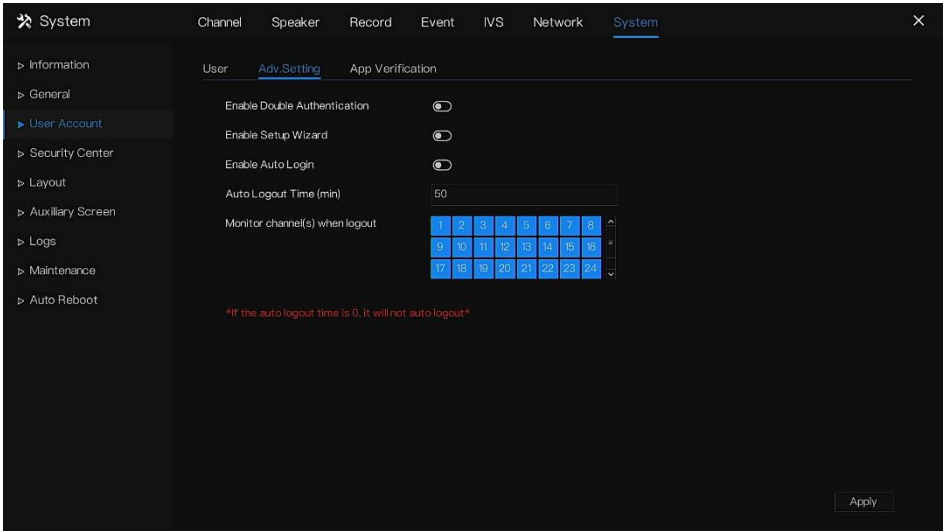 System
Channel Speaker Record Event IVS Network System
Information
General
User Account
Security Center
Layout
Auxiliary Screen
Logs
Maintenance
Auto Reboot
User Adv.Setting App Verification
Enable Double Authentication
Enable Setup Wizard
Enable Auto Login
Auto Logout Time (min) 50
Monitor channel(s) when logout
1 2 3 4 5 6 7 8
9 10 11 12 13 14 15 16
17 18 19 20 21 22 23 24
*If the auto logout time is 0, it will not auto logout*
Apply